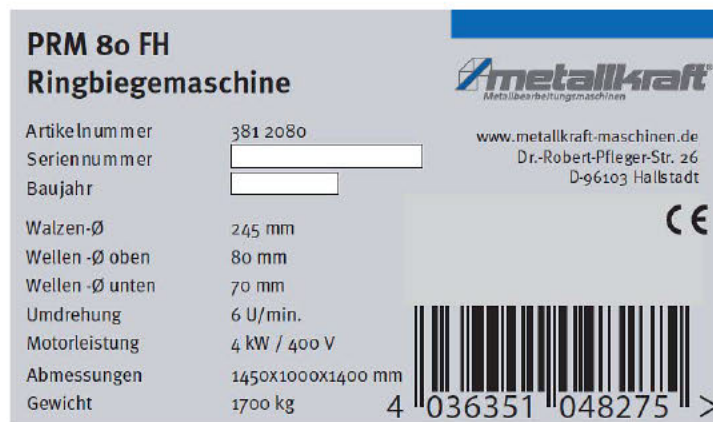 PRM 80 FH
Ringbiegemaschine
metallkraft®
Metallbearbeitungsmaschinen
Artikelnummer 381 2080
Seriennummer
Baujahr
www.metallkraft-maschinen.de
Dr.-Robert-Pfleger-Str. 26
D-96103 Hallstadt
CE
Walzen-Ø 245 mm
Wellen -Ø oben 80 mm
Wellen -Ø unten 70 mm
Umdrehung 6 U/min.
Motorleistung 4 kW / 400 V
Abmessungen 1450x1000x1400 mm
Gewicht 1700 kg
4 036351 048275 >